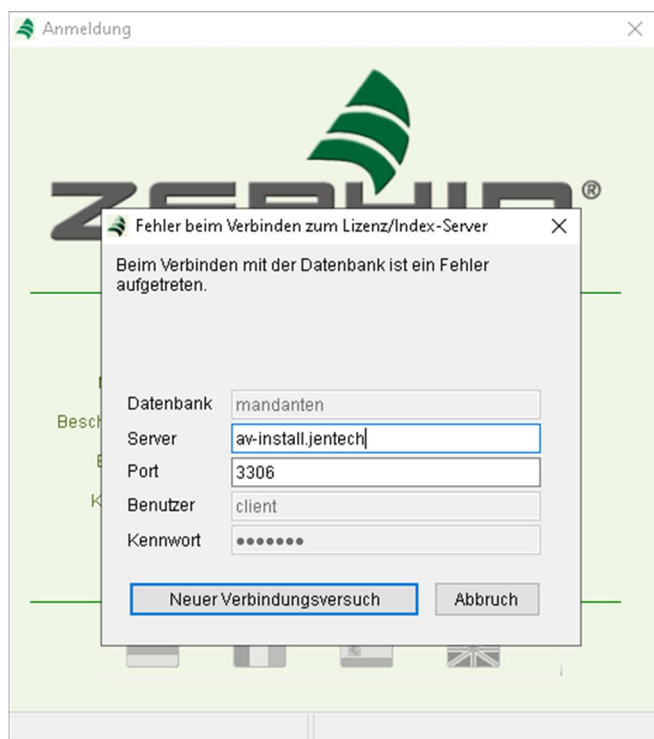 Anmeldung
®
Fehler beim Verbinden zum Lizenz/Index-Server
Beim Verbinden mit der Datenbank ist ein Fehler
aufgetreten.
Datenbank mandanten
Server av-install.jentech
Port 3306
Benutzer client
Kennwort •••••••
Neuer Verbindungsversuch Abbruch